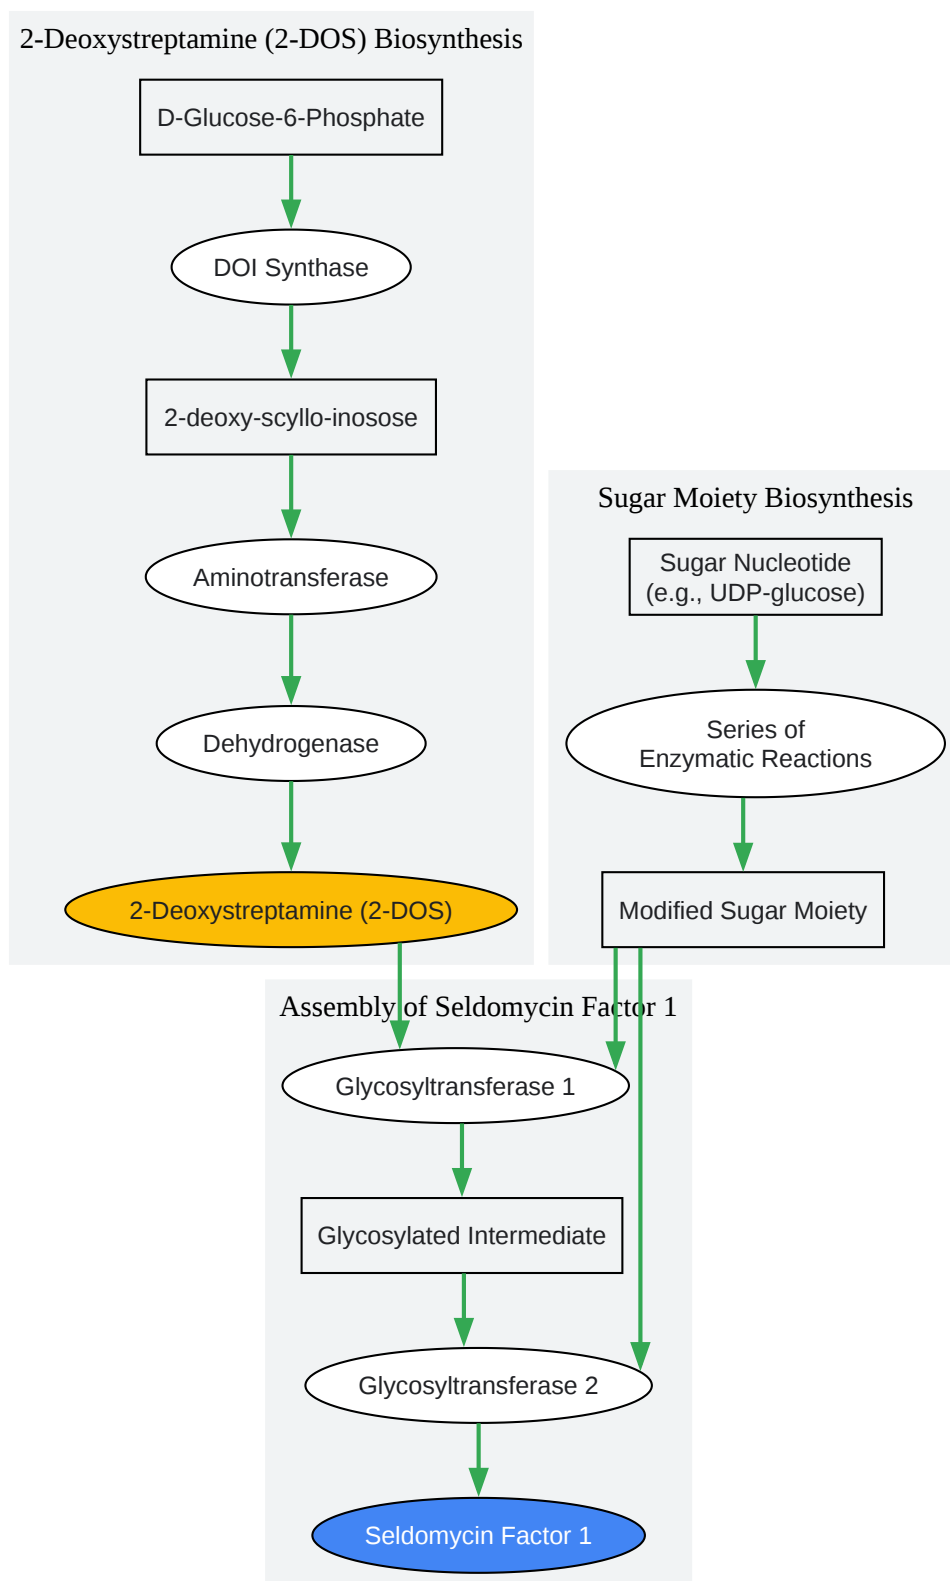 2-Deoxystreptamine (2-DOS) Biosynthesis
D-Glucose-6-Phosphate
DOI Synthase
2-deoxy-scyllo-inosose
Aminotransferase
Dehydrogenase
2-Deoxystreptamine (2-DOS)
Sugar Moiety Biosynthesis
Sugar Nucleotide
(e.g., UDP-glucose)
Series of
Enzymatic Reactions
Modified Sugar Moiety
Assembly of Seldomycin Factor 1
Glycosyltransferase 1
Glycosylated Intermediate
Glycosyltransferase 2
Seldomycin Factor 1